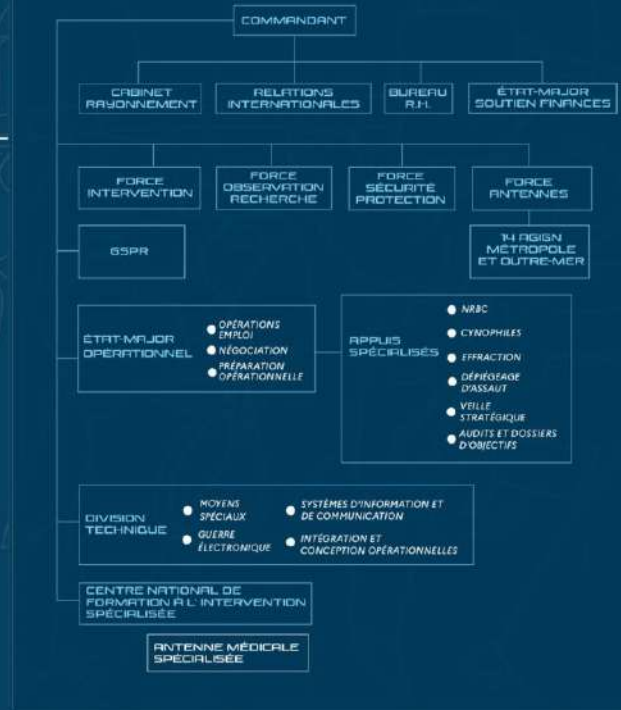 COMMANDANT
CABINET
RAYONNEMENT
RELATIONS
INTERNATIONALES
BUREAU
R.H.
ÉTAT-MAJOR
SOUTIEN FINANCES
FORCE
INTERVENTION
FORCE
OBSERVATION
RECHERCHE
FORCE
SÉCURITÉ
PROTECTION
FORCE
ANTENNES
GSPR
14 AGIGN
MÉTROPOLE
ET OUTRE-MER
ÉTAT-MAJOR
OPÉRATIONNEL
OPÉRATIONS
EMPLOI
NÉGOCIATION
PRÉPARATION
OPÉRATIONNELLE
APPUIS
SPÉCIALISÉS
NRBC
CYNOPHILES
EFFRACTION
DÉPIÉGEAGE
D'ASSAUT
VEILLE
STRATÉGIQUE
AUDITS ET DOSSIERS
D'OBJECTIFS
DIVISION
TECHNIQUE
MOYENS
SPÉCIAUX
GUERRE
ÉLECTRONIQUE
SYSTÈMES D'INFORMATION ET
DE COMMUNICATION
INTÉGRATION ET
CONCEPTION OPÉRATIONNELLES
CENTRE NATIONAL DE
FORMATION À L'INTERVENTION
SPÉCIALISÉE
ANTENNE MÉDICALE
SPÉCIALISÉE